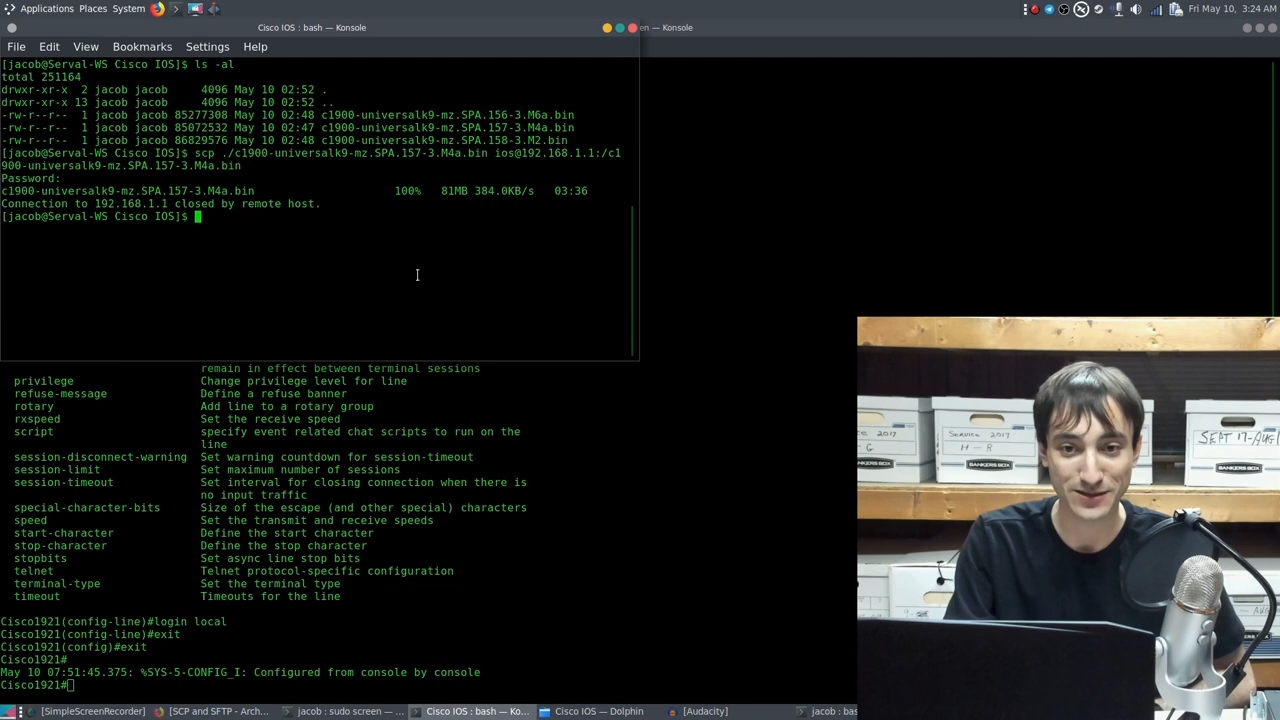 Applications Places System
Fri May 10, 3:24 AM
Cisco IOS : bash — Konsole
en — Konsole
File Edit View Bookmarks Settings Help
[jacob@Serval-WS Cisco IOS]$ ls -al
total 251164
drwxr-xr-x 2 jacob jacob 4096 May 10 02:52 .
drwxr-xr-x 13 jacob jacob 4096 May 10 02:52 ..
-rw-r--r-- 1 jacob jacob 85277308 May 10 02:48 c1900-universalk9-mz.SPA.156-3.M6a.bin
-rw-r--r-- 1 jacob jacob 85072532 May 10 02:47 c1900-universalk9-mz.SPA.157-3.M4a.bin
-rw-r--r-- 1 jacob jacob 86829576 May 10 02:48 c1900-universalk9-mz.SPA.158-3.M2.bin
[jacob@Serval-WS Cisco IOS]$ scp ./c1900-universalk9-mz.SPA.157-3.M4a.bin ios@192.168.1.1:/c1
900-universalk9-mz.SPA.157-3.M4a.bin
Password:
c1900-universalk9-mz.SPA.157-3.M4a.bin 100% 81MB 384.0KB/s 03:36
Connection to 192.168.1.1 closed by remote host.
[jacob@Serval-WS Cisco IOS]$
remain in effect between terminal sessions
privilege Change privilege level for line
refuse-message Define a refuse banner
rotary Add line to a rotary group
rxspeed Set the receive speed
script specify event related chat scripts to run on the
line
session-disconnect-warning Set warning countdown for session-timeout
session-limit Set maximum number of sessions
session-timeout Set interval for closing connection when there is
no input traffic
special-character-bits Size of the escape (and other special) characters
speed Set the transmit and receive speeds
start-character Define the start character
stop-character Define the stop character
stopbits Set async line stop bits
telnet Telnet protocol-specific configuration
terminal-type Set the terminal type
timeout Timeouts for the line
Cisco1921(config-line)#login local
Cisco1921(config-line)#exit
Cisco1921(config)#exit
Cisco1921#
May 10 07:51:45.375: %SYS-5-CONFIG_I: Configured from console by console
Cisco1921#
2017
G
2017
H-R
BANKERS BOX
SEPT 17-AUG
BANKERS BOX
[SimpleScreenRecorder]
[SCP and SFTP - Arch...
jacob : sudo screen — ...
Cisco IOS : bash — Ko...
Cisco IOS — Dolphin
[Audacity]
jacob : bas